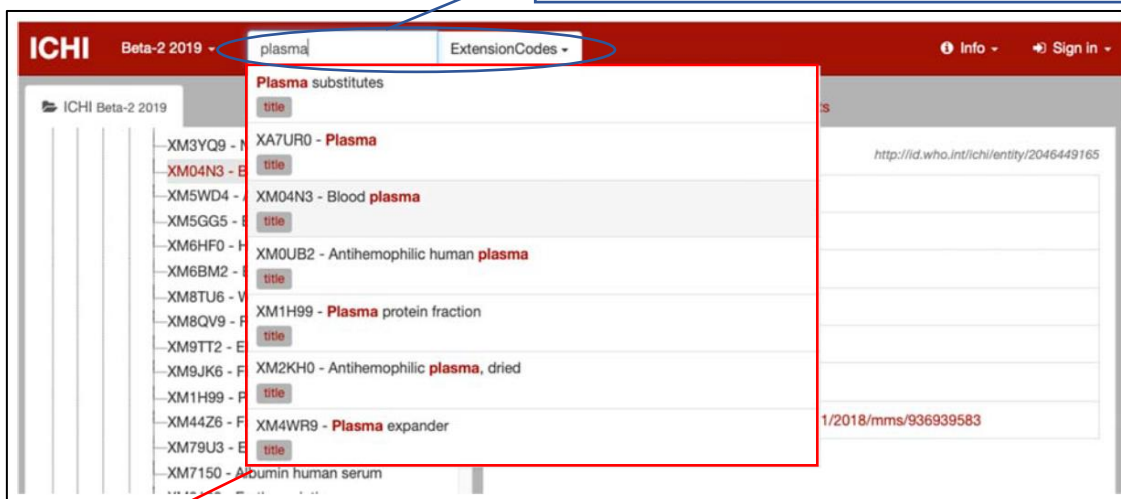 ICHI Beta-2 2019 plasma ExtensionCodes Info Sign in
ICHI Beta-2 2019
http://id.who.int/ichi/entity/2046449165
Plasma substitutes
title
XA7UR0 - Plasma
title
XM04N3 - Blood plasma
title
XM0UB2 - Antihemophilic human plasma
title
XM1H99 - Plasma protein fraction
title
XM2KH0 - Antihemophilic plasma, dried
title
XM4WR9 - Plasma expander
title
XM3YQ9 -
XM04N3 -
XM5WD4 -
XM5GG5 -
XM6HF0 -
XM6BM2 -
XM8TU6 -
XM8QV9 -
XM9TT2 -
XM9JK6 -
XM1H99 -
XM44Z6 -
XM79U3 -
XM7150 - Albumin human serum
1/2018/mms/936939583